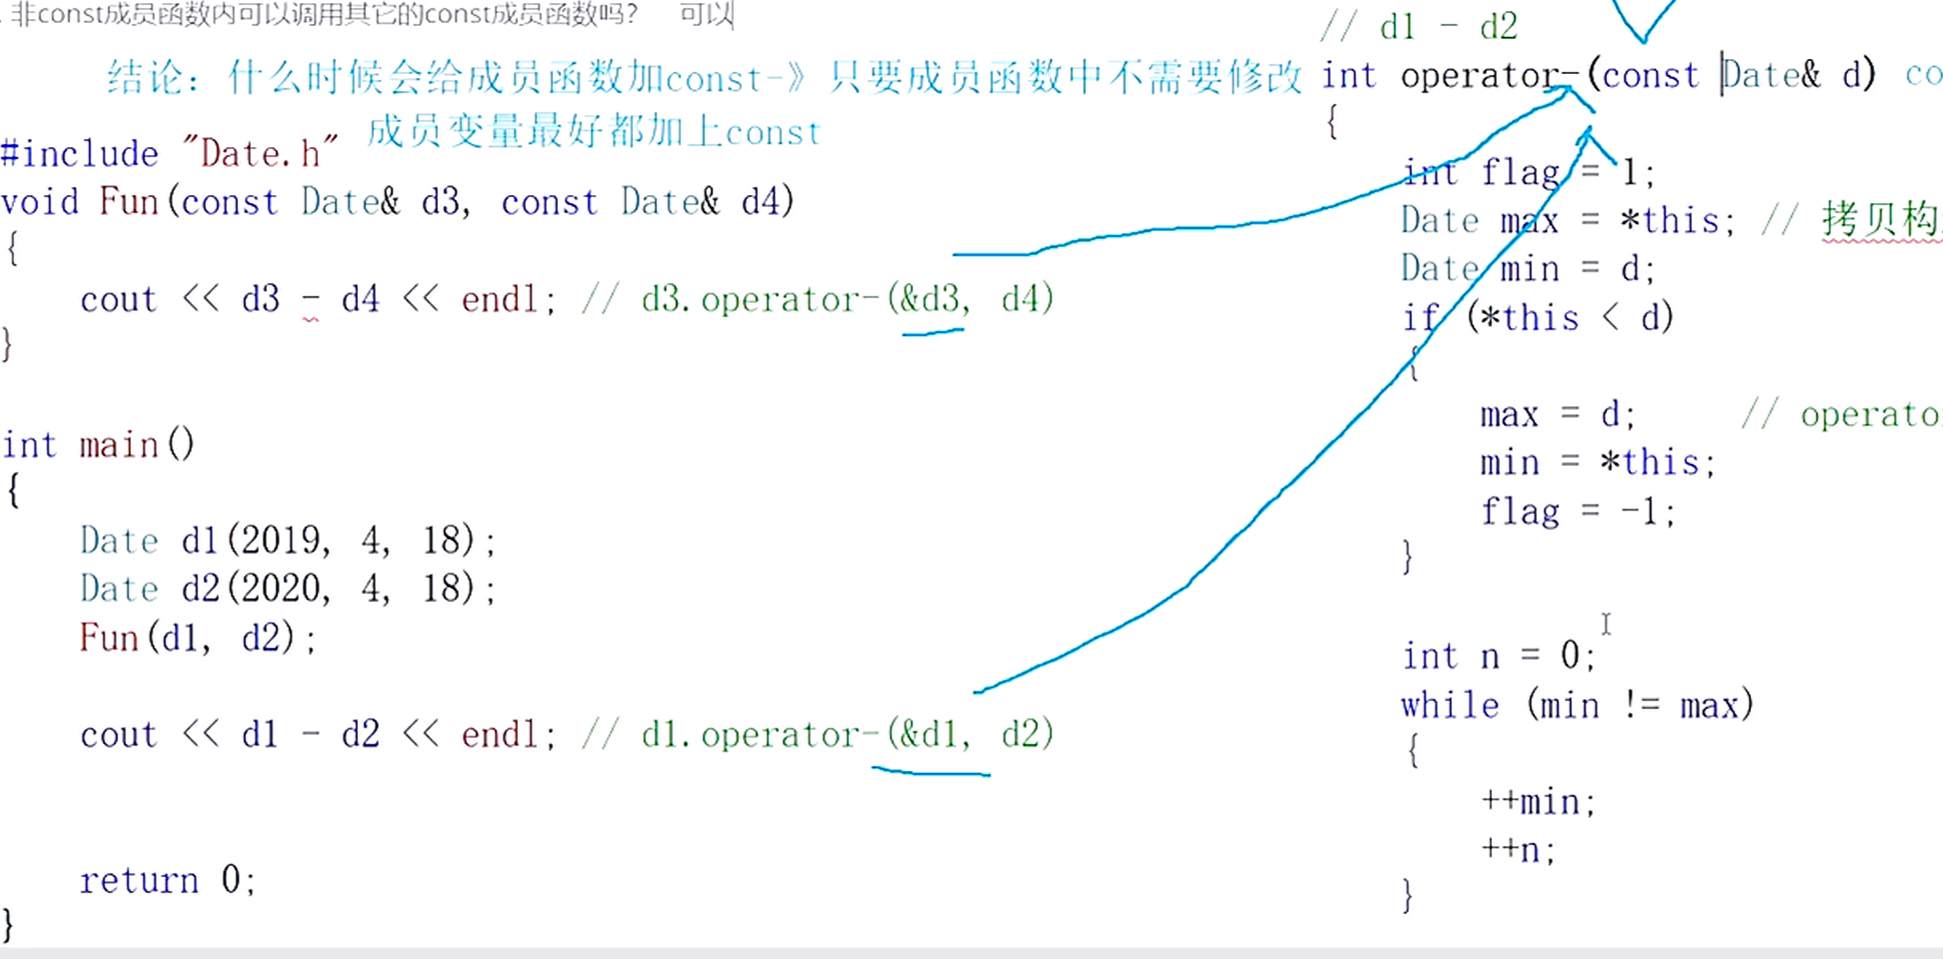 非const成员函数内可以调用其它的const成员函数吗? 可以
结论：什么时候会给成员函数加const-》只要成员函数中不需要修改
成员变量最好都加上const
#include "Date.h"
void Fun(const Date& d3, const Date& d4)
{
cout << d3 - d4 << endl; // d3.operator-(&d3, d4)
}
int main()
{
Date d1(2019, 4, 18);
Date d2(2020, 4, 18);
Fun(d1, d2);
cout << d1 - d2 << endl; // d1.operator-(&d1, d2)
return 0;
}
// d1 - d2
int operator-(const Date& d) co
{
int flag = 1;
Date max = *this; // 拷贝构
Date min = d;
if (*this < d)
{
max = d; // operato
min = *this;
flag = -1;
}
int n = 0;
while (min != max)
{
++min;
++n;
}